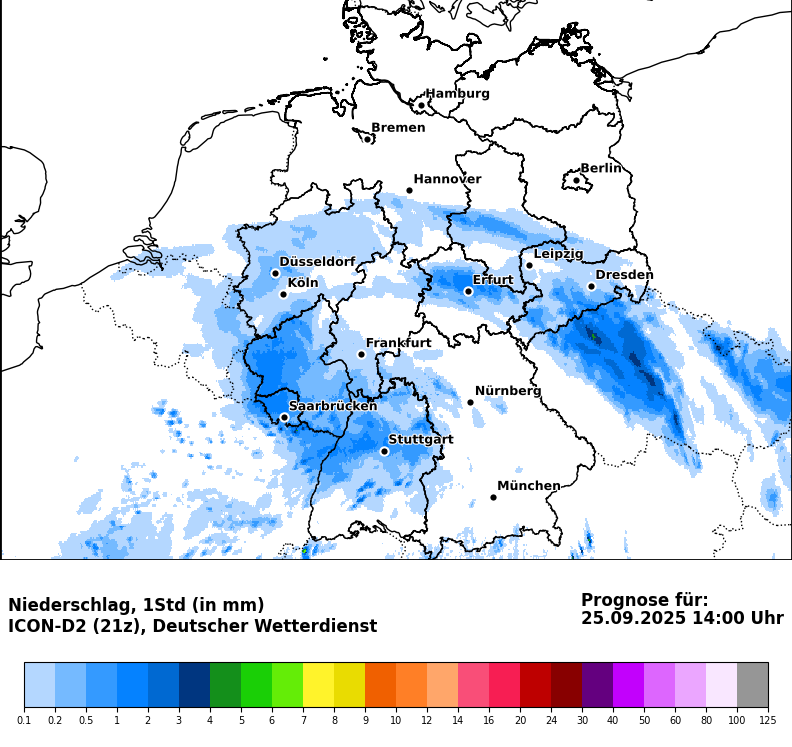 Hamburg
Bremen
Berlin
Hannover
Leipzig
Düsseldorf
Dresden
Erfurt
Köln
Frankfurt
Nürnberg
Saarbrücken
Stuttgart
München
Niederschlag, 1Std (in mm)
ICON-D2 (21z), Deutscher Wetterdienst
Prognose für:
25.09.2025 14:00 Uhr
0.1 0.2 0.5 1 2 3 4 5 6 7 8 9 10 12 14 16 20 24 30 40 50 60 80 100 125